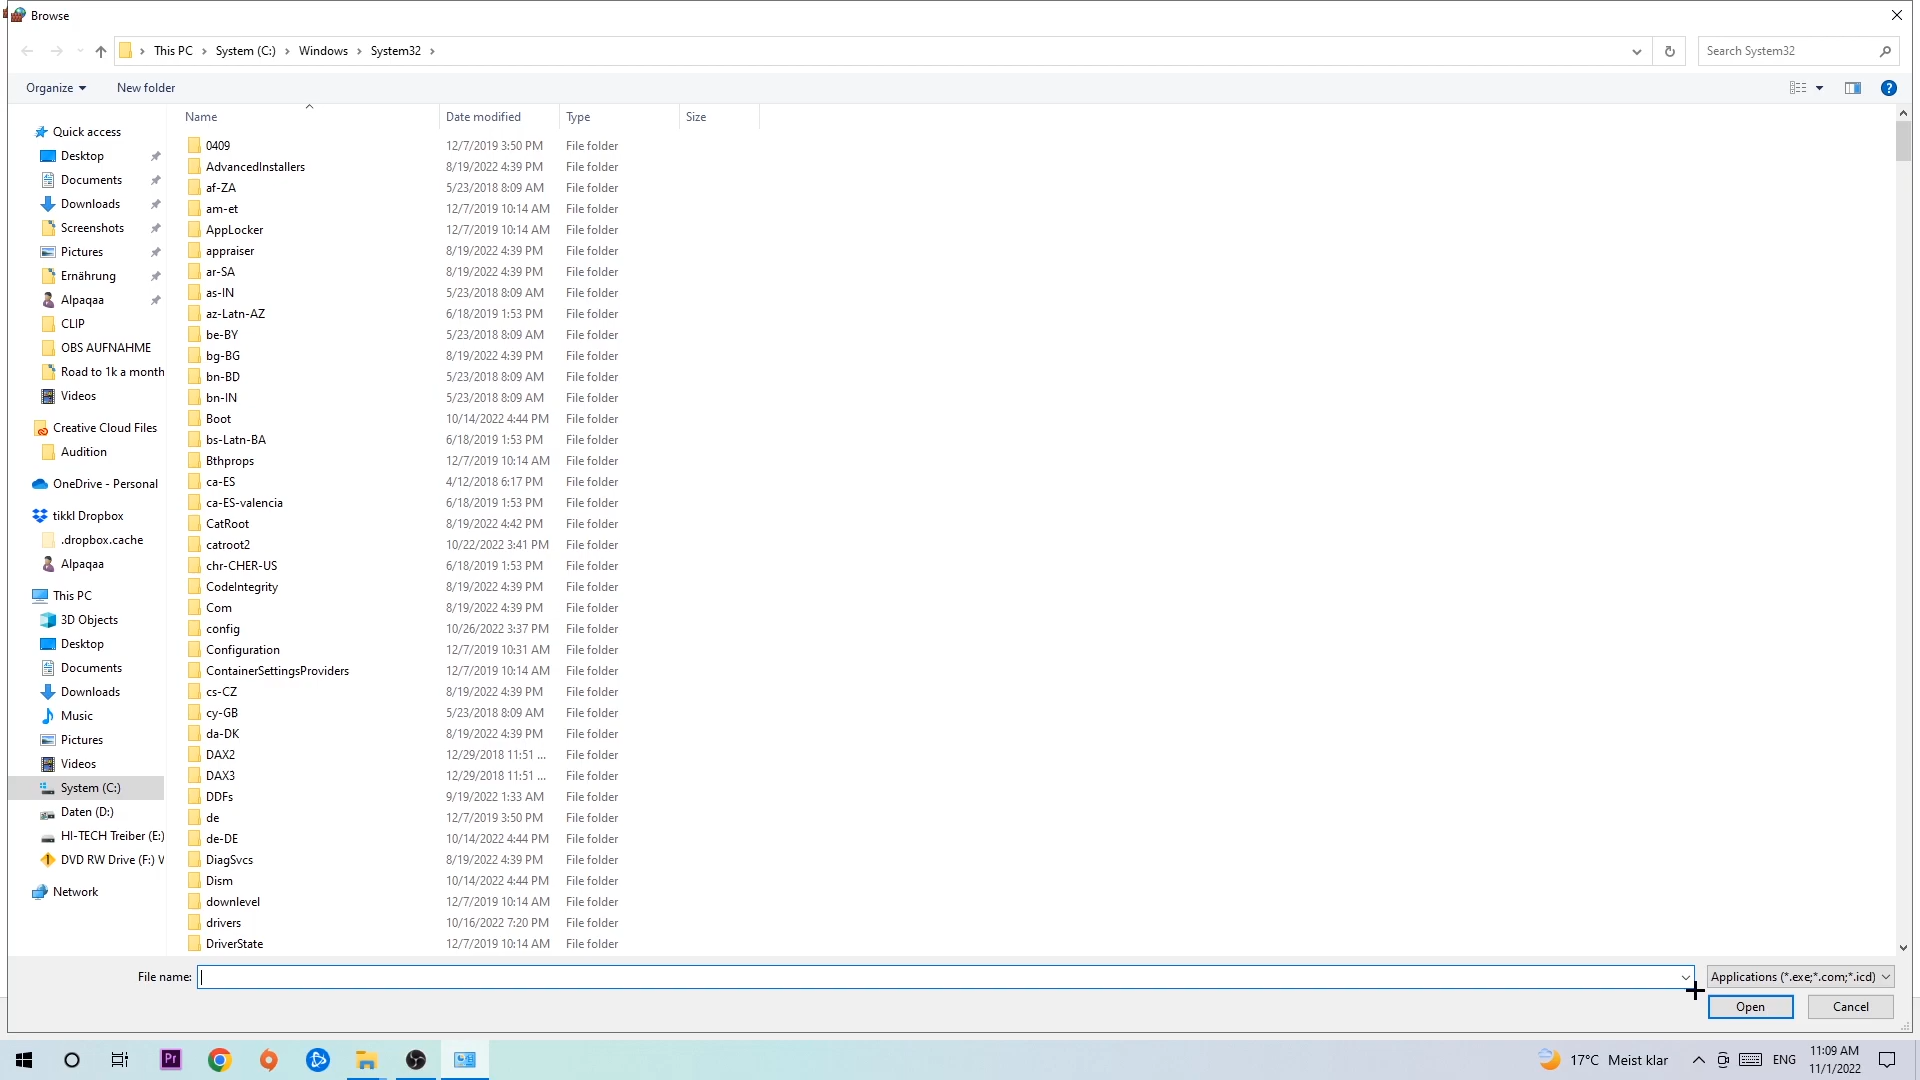 Browse
This PC > System (C:) > Windows > System32 >
Search System32
Organize
New folder
Name Date modified Type Size
Quick access
Desktop
Documents
Downloads
Screenshots
Pictures
Ernährung
Alpaqaa
CLIP
OBS AUFNAHME
Road to 1k a month
Videos
Creative Cloud Files
Audition
OneDrive - Personal
tikkl Dropbox
.dropbox.cache
Alpaqaa
This PC
3D Objects
Desktop
Documents
Downloads
Music
Pictures
Videos
System (C:)
Daten (D:)
HI-TECH Treiber (E:)
DVD RW Drive (F:) V
Network
0409 12/7/2019 3:50 PM File folder
AdvancedInstallers 8/19/2022 4:39 PM File folder
af-ZA 5/23/2018 8:09 AM File folder
am-et 12/7/2019 10:14 AM File folder
AppLocker 12/7/2019 10:14 AM File folder
appraiser 8/19/2022 4:39 PM File folder
ar-SA 8/19/2022 4:39 PM File folder
as-IN 5/23/2018 8:09 AM File folder
az-Latn-AZ 6/18/2019 1:53 PM File folder
be-BY 5/23/2018 8:09 AM File folder
bg-BG 8/19/2022 4:39 PM File folder
bn-BD 5/23/2018 8:09 AM File folder
bn-IN 5/23/2018 8:09 AM File folder
Boot 10/14/2022 4:44 PM File folder
bs-Latn-BA 6/18/2019 1:53 PM File folder
Bthprops 12/7/2019 10:14 AM File folder
ca-ES 4/12/2018 6:17 PM File folder
ca-ES-valencia 6/18/2019 1:53 PM File folder
CatRoot 8/19/2022 4:42 PM File folder
catroot2 10/22/2022 3:41 PM File folder
chr-CHER-US 6/18/2019 1:53 PM File folder
CodeIntegrity 8/19/2022 4:39 PM File folder
Com 8/19/2022 4:39 PM File folder
config 10/26/2022 3:37 PM File folder
Configuration 12/7/2019 10:31 AM File folder
ContainerSettingsProviders 12/7/2019 10:14 AM File folder
cs-CZ 8/19/2022 4:39 PM File folder
cy-GB 5/23/2018 8:09 AM File folder
da-DK 8/19/2022 4:39 PM File folder
DAX2 12/29/2018 11:51 ... File folder
DAX3 12/29/2018 11:51 ... File folder
DDFs 9/19/2022 1:33 AM File folder
de 12/7/2019 3:50 PM File folder
de-DE 10/14/2022 4:44 PM File folder
DiagSvcs 8/19/2022 4:39 PM File folder
Dism 10/14/2022 4:44 PM File folder
downlevel 12/7/2019 10:14 AM File folder
drivers 10/16/2022 7:20 PM File folder
DriverState 12/7/2019 10:14 AM File folder
File name:
Applications (*.exe;*.com;*.icd)
Open
Cancel
Pr
17°C Meist klar
ENG
11:09 AM
11/1/2022